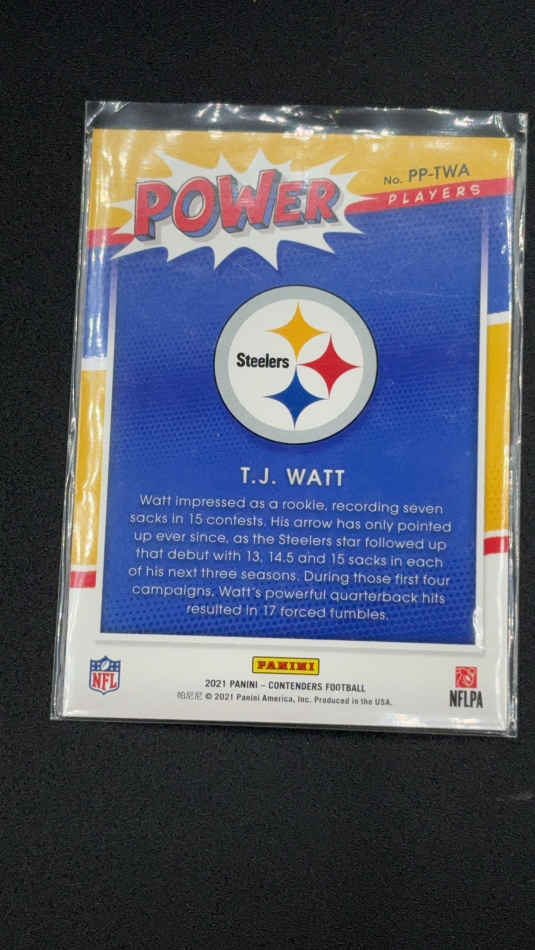 POWER
No. PP-TWA
PLAYERS
Steelers
T.J. WATT
Watt impressed as a rookie, recording seven
sacks in 15 contests. His arrow has only pointed
up ever since, as the Steelers star followed up
that debut with 13, 14.5 and 15 sacks in each
of his next three seasons. During those first four
campaigns, Watt's powerful quarterback hits
resulted in 17 forced fumbles.
PANINI
NFL
2021 PANINI – CONTENDERS FOOTBALL
帕尼尼 © 2021 Panini America, Inc. Produced in the USA.
NFLPA